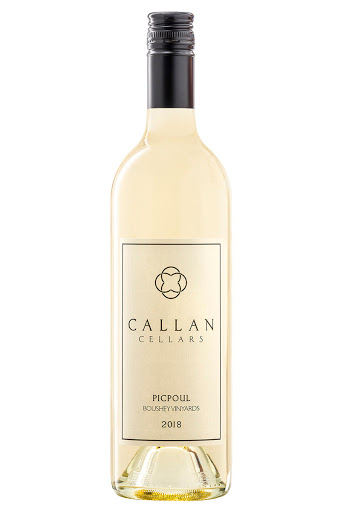 CALLAN
CELLARS
PICPOUL
BOUSHEY VINYARDS
2018